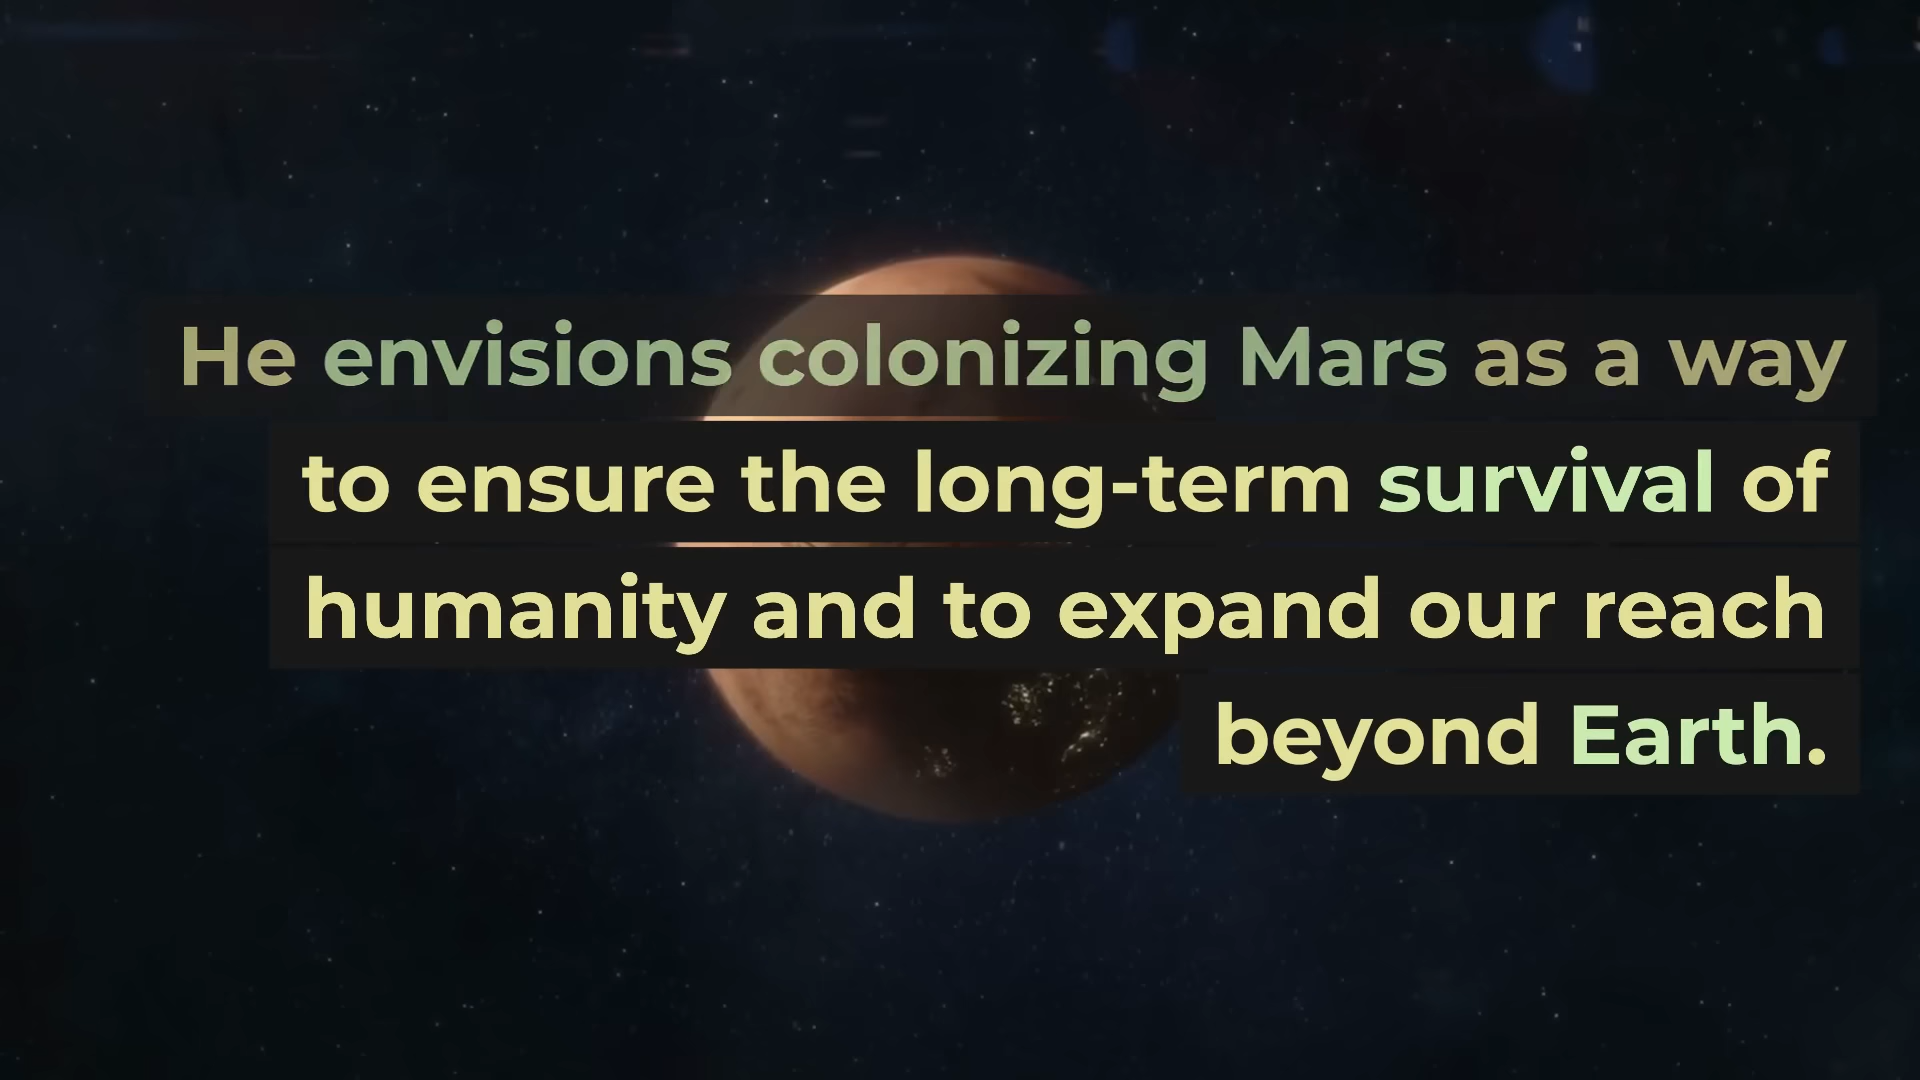 He envisions colonizing Mars as a way
to ensure the long-term survival of
humanity and to expand our reach
beyond Earth.